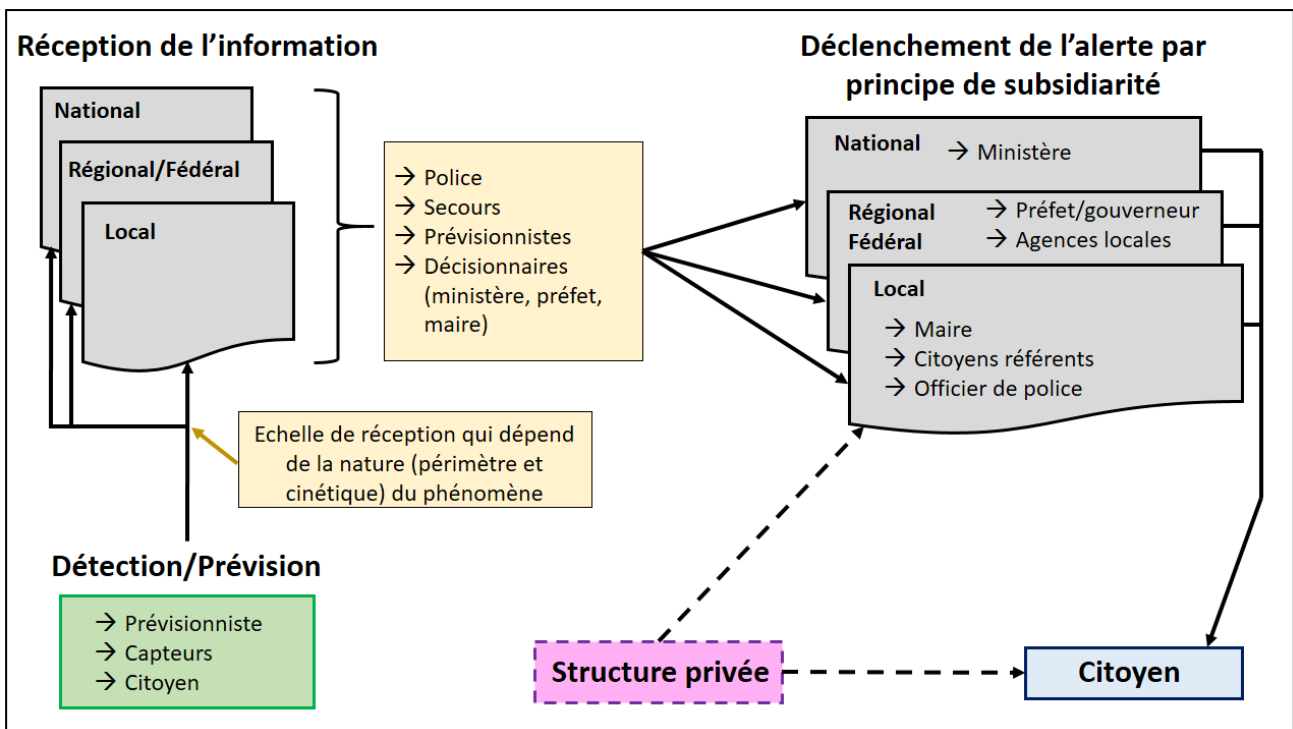 Réception de l’information
National
Régional/Fédéral
Local
→ Police
→ Secours
→ Prévisionnistes
→ Décisionnaires
(ministère, préfet,
maire)
Echelle de réception qui dépend
de la nature (périmètre et
cinétique) du phénomène
Détection/Prévision
→ Prévisionniste
→ Capteurs
→ Citoyen
Déclenchement de l’alerte par
principe de subsidiarité
National → Ministère
Régional → Préfet/gouverneur
Fédéral → Agences locales
Local
→ Maire
→ Citoyens référents
→ Officier de police
Structure privée
Citoyen